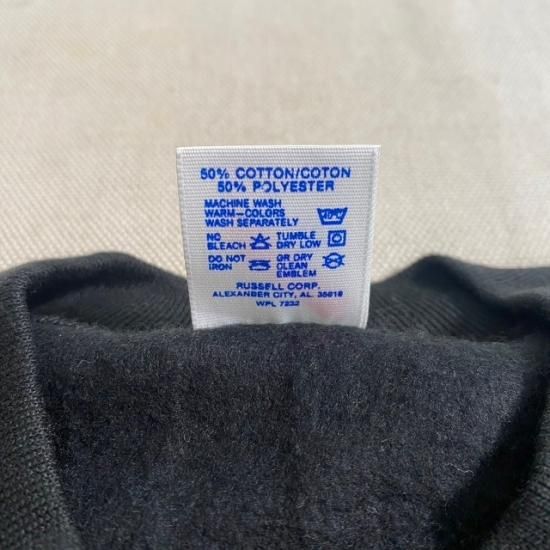 50% COTTON/COTON
50% POLYESTER
MACHINE WASH
WARM-COLORS
WASH SEPARATELY
NO BLEACH TUMBLE DRY LOW
DO NOT IRON OR DRY CLEAN EMBLEM
RUSSELL CORP.
ALEXANDER CITY, AL. 35010
WPL 7232